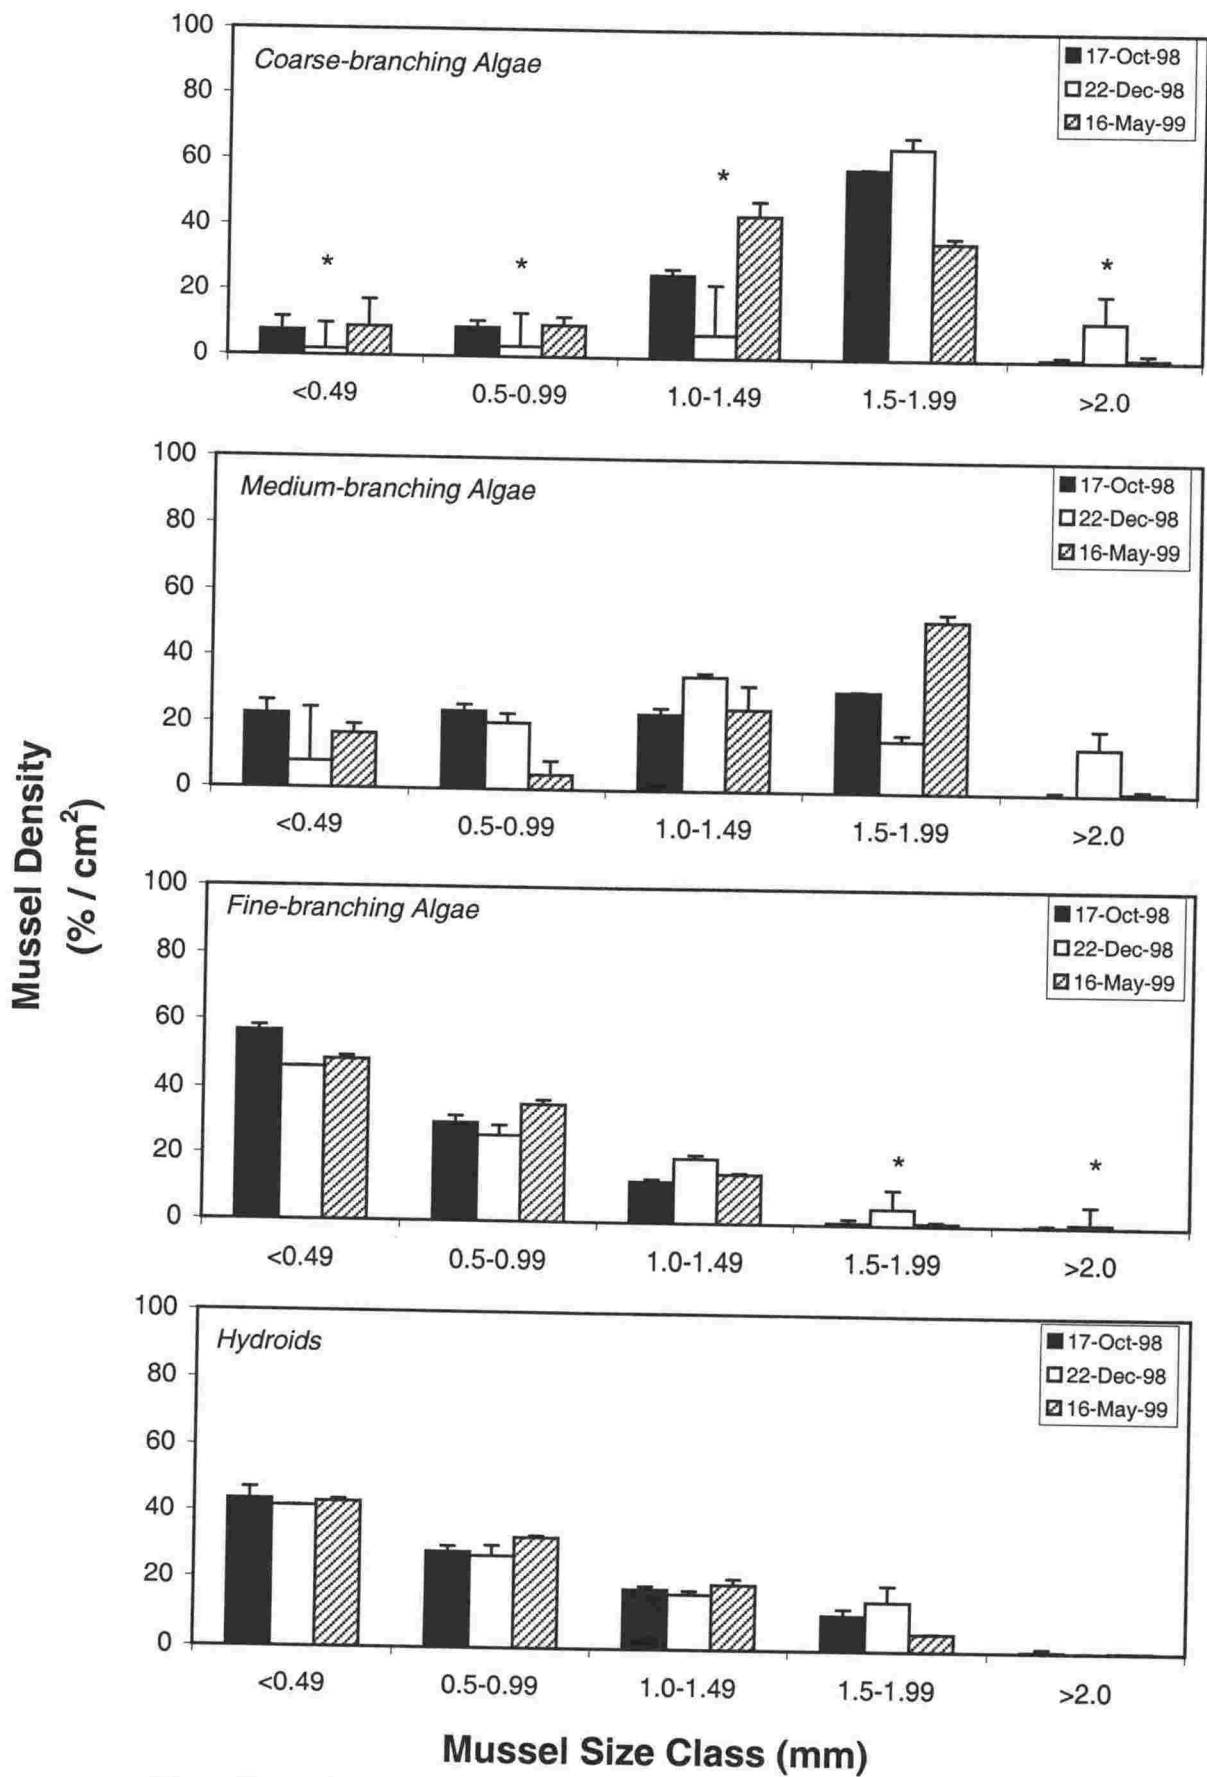 Mussel Density
(% / cm²)
100
80
60
40
20
0
Coarse-branching Algae
17-Oct-98
22-Dec-98
16-May-99
*
*
*
*
<0.49
0.5-0.99
1.0-1.49
1.5-1.99
>2.0
100
80
60
40
20
0
Medium-branching Algae
17-Oct-98
22-Dec-98
16-May-99
<0.49
0.5-0.99
1.0-1.49
1.5-1.99
>2.0
100
80
60
40
20
0
Fine-branching Algae
17-Oct-98
22-Dec-98
16-May-99
*
*
<0.49
0.5-0.99
1.0-1.49
1.5-1.99
>2.0
100
80
60
40
20
0
Hydroids
17-Oct-98
22-Dec-98
16-May-99
<0.49
0.5-0.99
1.0-1.49
1.5-1.99
>2.0
Mussel Size Class (mm)